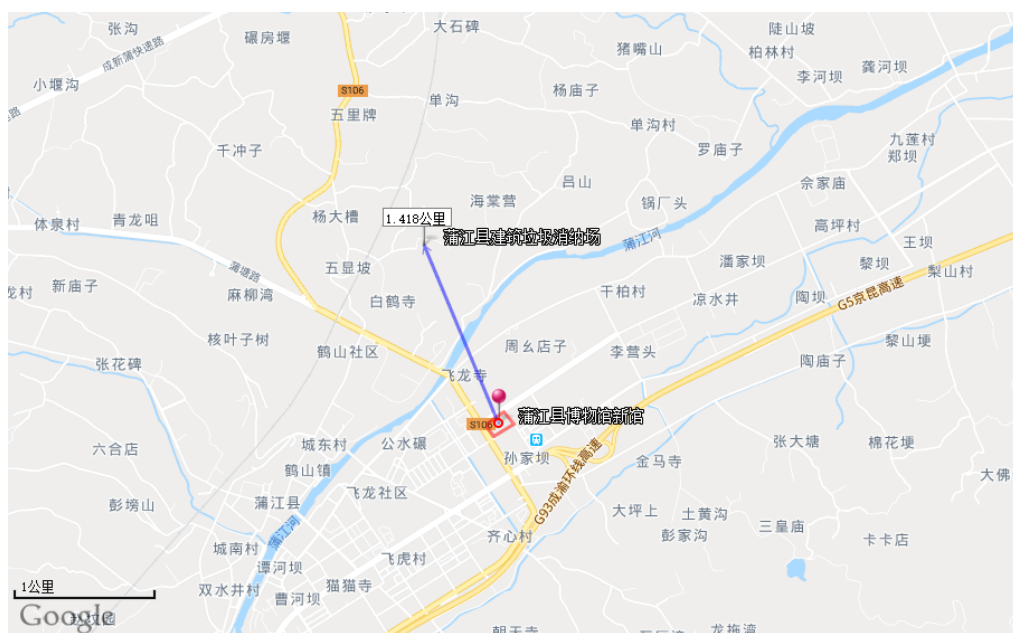 张沟
碾房堰
大石碑
陡山坡
猪嘴山
柏林村
成新蒲快速路
龚河坝
李河坝
小堰沟
S106
杨庙子
单沟
五里牌
单沟村
九莲村
千冲子
罗庙子
郑坝
吕山
佘家庙
海棠营
锅厂头
1.418公里
杨大槽
体泉村
青龙咀
高坪村
蒲江县建筑垃圾消纳场
蒲江河
王坝
潘家坝
黎坝
五显坡
蒲塘路
梨山村
新庙子
龙村
麻柳湾
白鹤寺
干柏村
凉水井
陶坝
G5京昆高速
核叶子树
周幺店子
黎山埂
鹤山社区
李营头
张花碑
陶庙子
飞龙寺
蒲江县博物馆新馆
S106
六合店
城东村
公水碾
张大塘
棉花埂
孙家坝
金马寺
鹤山镇
大佛
飞龙社区
G93成渝环线高速
彭塝山
蒲江县
大坪上
土黄沟
三皇庙
蒲江河
齐心村
彭家沟
卡卡店
城南村
飞虎村
谭河坝
1公里
双水井村
猫猫寺
曹河坝
Google
朝天寺
龙拖湾